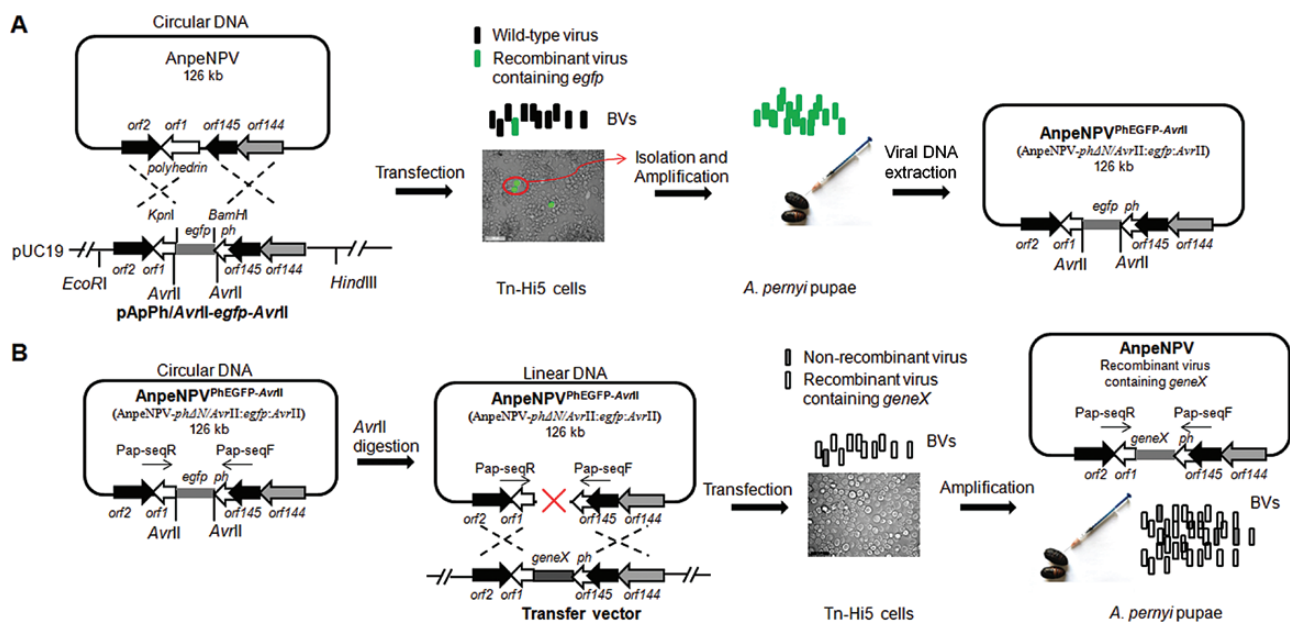 A
Circular DNA
AnpeNPV
126 kb
orf2 orf1 orf145 orf144
polyhedrin
KpnI BamHI
egfp ph
pUC19
orf2 orf1 orf145 orf144
EcoRI AvrII AvrII HindIII
pApPh/AvrII-egfp-AvrII
Transfection
Wild-type virus
Recombinant virus
containing egfp
BVs
Tn-Hi5 cells
Isolation and
Amplification
A. pernyi pupae
Viral DNA
extraction
AnpeNPVPhEGFP-AvrII
(AnpeNPV-phΔN/AvrII:egfp:AvrII)
126 kb
egfp ph
orf2 orf1 orf145 orf144
AvrII AvrII
B
Circular DNA
AnpeNPVPhEGFP-AvrII
(AnpeNPV-phΔN/AvrII:egfp:AvrII)
126 kb
Pap-seqR Pap-seqF
egfp ph
orf2 orf1 orf145 orf144
AvrII AvrII
AvrII
digestion
Linear DNA
AnpeNPVPhEGFP-AvrII
(AnpeNPV-phΔN/AvrII:egfp:AvrII)
126 kb
Pap-seqR Pap-seqF
orf2 orf1 orf145 orf144
geneX ph
orf2 orf1 orf145 orf144
Transfer vector
Transfection
Non-recombinant virus
Recombinant virus
containing geneX
BVs
Tn-Hi5 cells
Amplification
AnpeNPV
Recombinant virus
containing geneX
Pap-seqR Pap-seqF
geneX ph
orf2 orf1 orf145 orf144
BVs
A. pernyi pupae